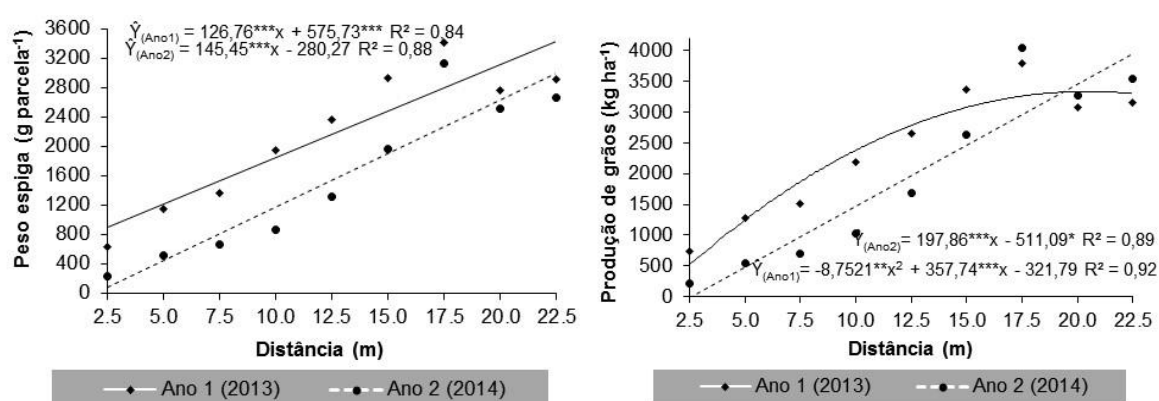 Ŷ(Ano1) = 126,76***x + 575,73*** R² = 0,84
Ŷ(Ano2) = 145,45***x - 280,27 R² = 0,88
Peso espiga (g parcela-¹)
3600
3200
2800
2400
2000
1600
1200
800
400
0
2.5 5.0 7.5 10.0 12.5 15.0 17.5 20.0 22.5
Distância (m)
Ano 1 (2013) Ano 2 (2014)
Produção de grãos (kg ha-¹)
4000
3500
3000
2500
2000
1500
1000
500
0
Ŷ(Ano2)= 197,86***x - 511,09* R² = 0,89
Ŷ(Ano1)= -8,7521**x² + 357,74***x - 321,79 R² = 0,92
2.5 5.0 7.5 10.0 12.5 15.0 17.5 20.0 22.5
Distância (m)
Ano 1 (2013) Ano 2 (2014)